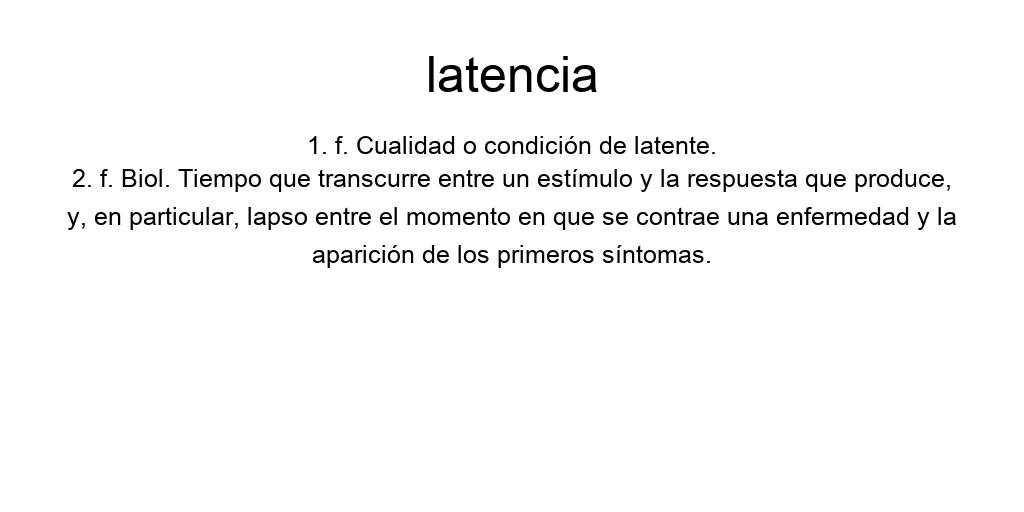 latencia
1. f. Cualidad o condición de latente.
2. f. Biol. Tiempo que transcurre entre un estímulo y la respuesta que produce,
y, en particular, lapso entre el momento en que se contrae una enfermedad y la
aparición de los primeros síntomas.